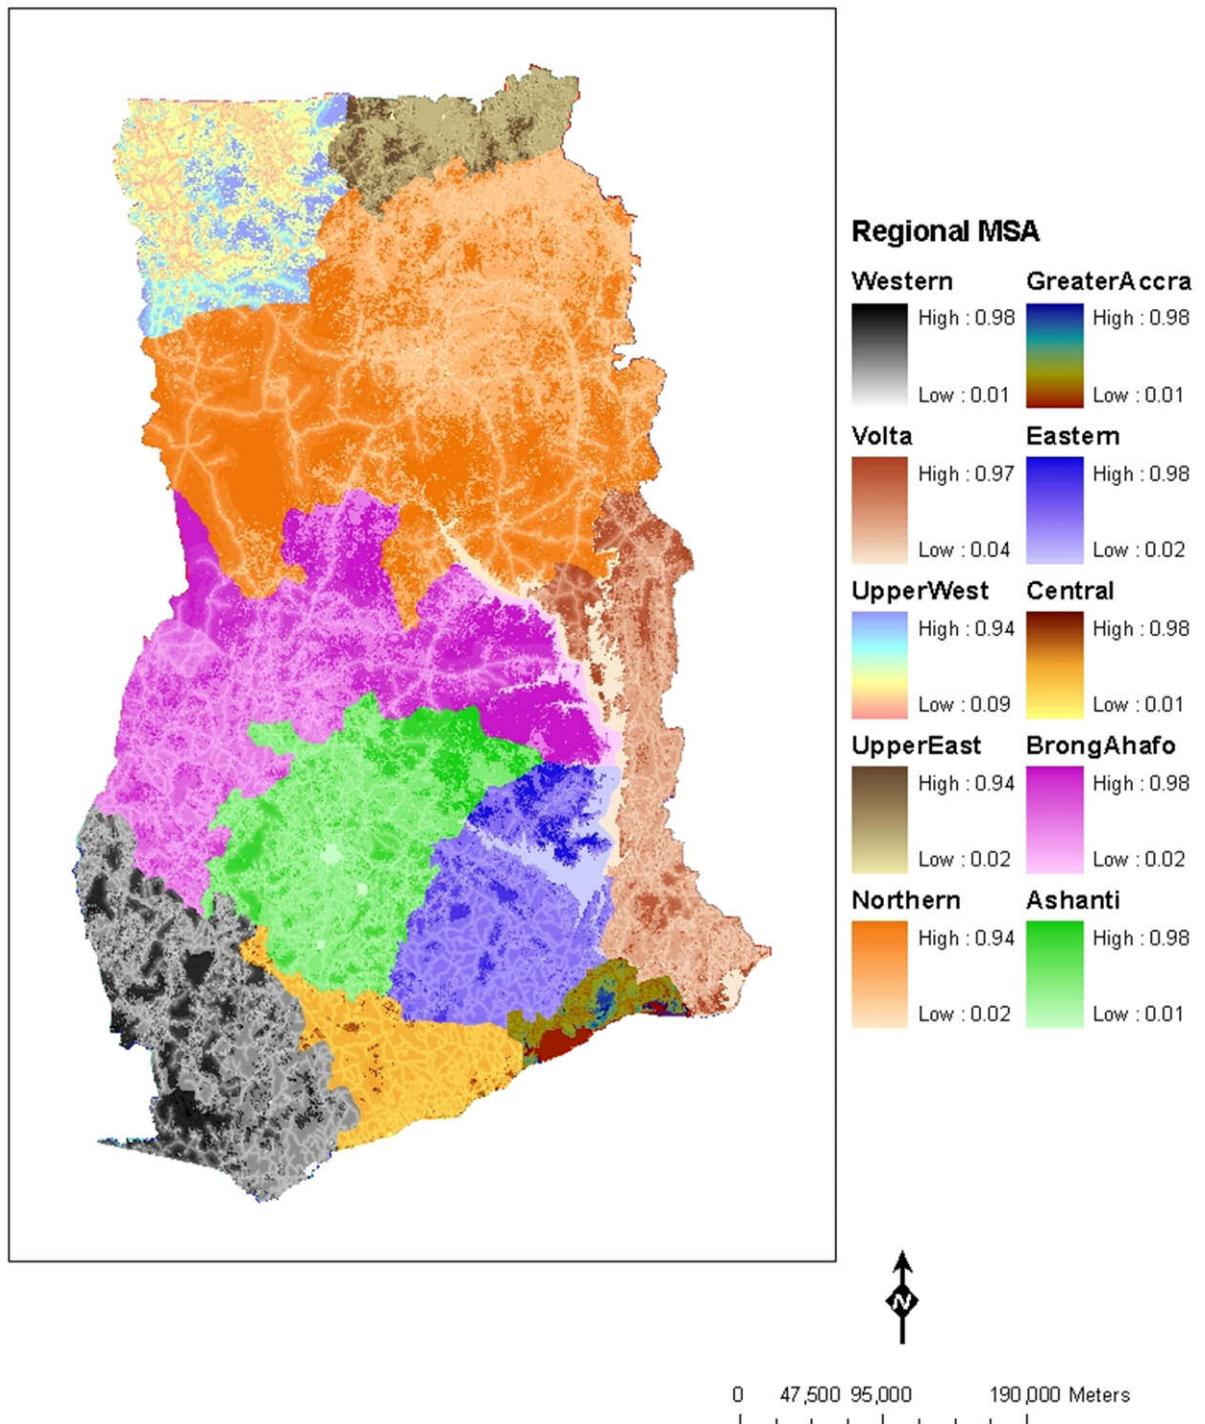 Regional MSA
Western GreaterAccra
High : 0.98 High : 0.98
Low : 0.01 Low : 0.01
Volta Eastern
High : 0.97 High : 0.98
Low : 0.04 Low : 0.02
UpperWest Central
High : 0.94 High : 0.98
Low : 0.09 Low : 0.01
UpperEast BrongAhafo
High : 0.94 High : 0.98
Low : 0.02 Low : 0.02
Northern Ashanti
High : 0.94 High : 0.98
Low : 0.02 Low : 0.01
N
0 47,500 95,000 190,000 Meters